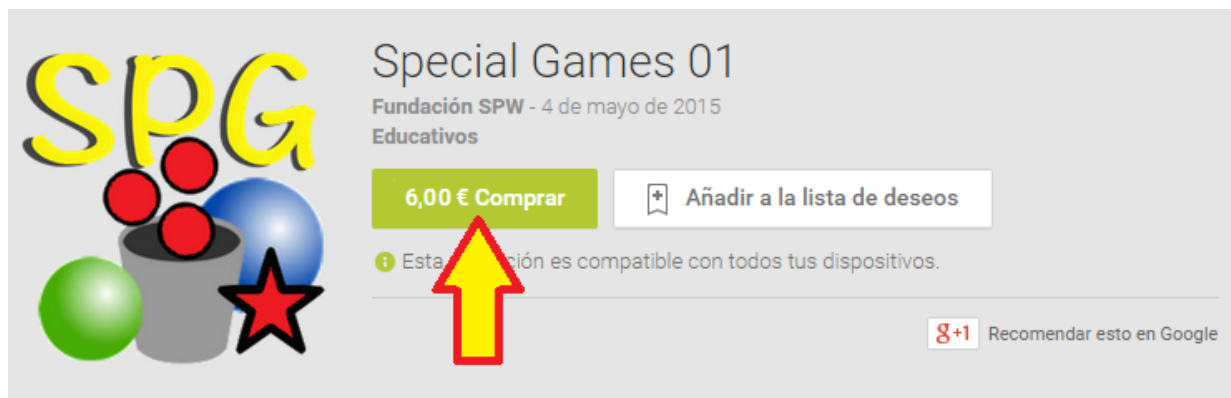 SPG
Special Games 01
Fundación SPW - 4 de mayo de 2015
Educativos
6,00 € Comprar
Añadir a la lista de deseos
Esta ción es compatible con todos tus dispositivos.
g+1 Recomendar esto en Google